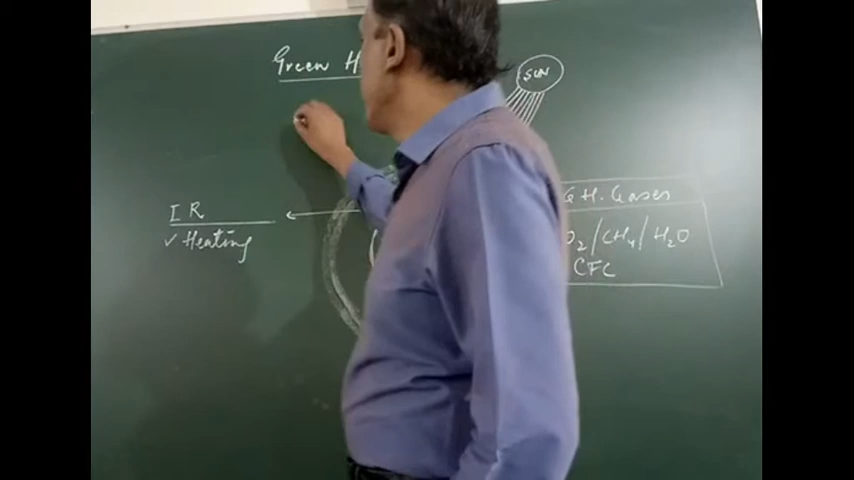 Green H
SUN
G H. Gases
I R
O₂/CH₄/H₂O
✓ Heating
CFC